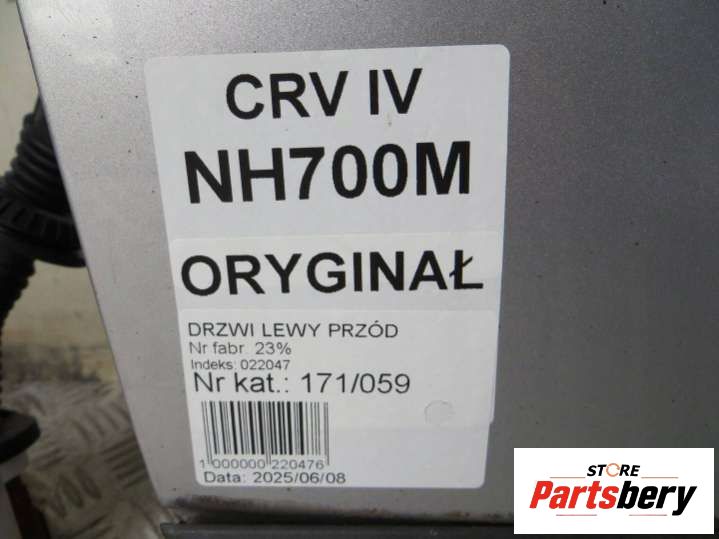 CRV IV
NH700M
ORYGINAŁ
DRZWI LEWY PRZÓD
Nr fabr. 23%
Indeks: 022047
Nr kat.: 171/059
1 000000 220476
Data: 2025/06/08
STORE
Partsbery